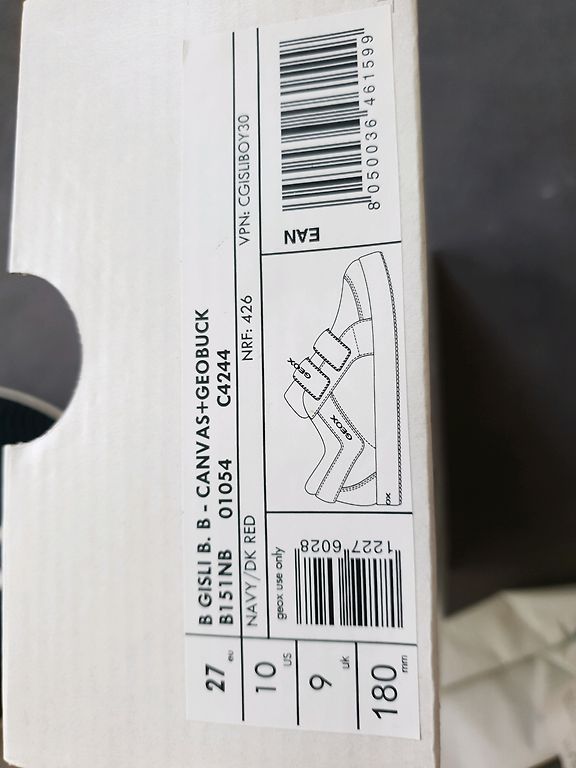 27 eu
B GISLI B. B - CANVAS+GEOBUCK
B151NB 01054 C4244
10 US
NAVY/DK RED NRF: 426 VPN: CGISLIBOY30
9 uk
180 mm
geox use only
1227 6028
GEOX
GEOX
OX
EAN
8 050036 461599